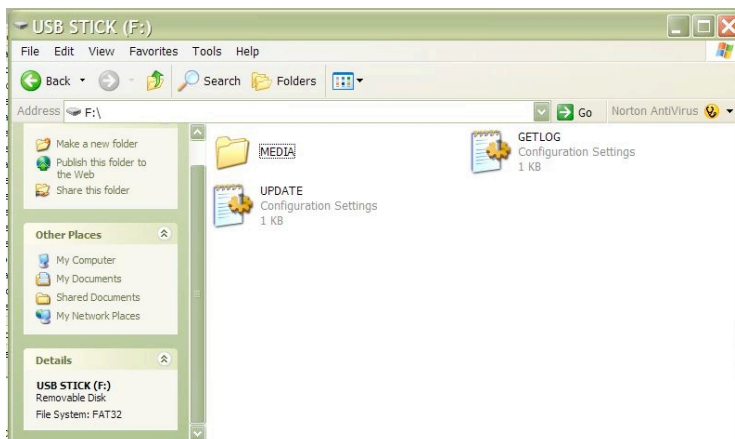 USB STICK (F:)
File Edit View Favorites Tools Help
Back Search Folders
Address F:\ Go Norton AntiVirus
Make a new folder
Publish this folder to
the Web
Share this folder
Other Places
My Computer
My Documents
Shared Documents
My Network Places
Details
USB STICK (F:)
Removable Disk
File System: FAT32
MEDIA
GETLOG
Configuration Settings
1 KB
UPDATE
Configuration Settings
1 KB